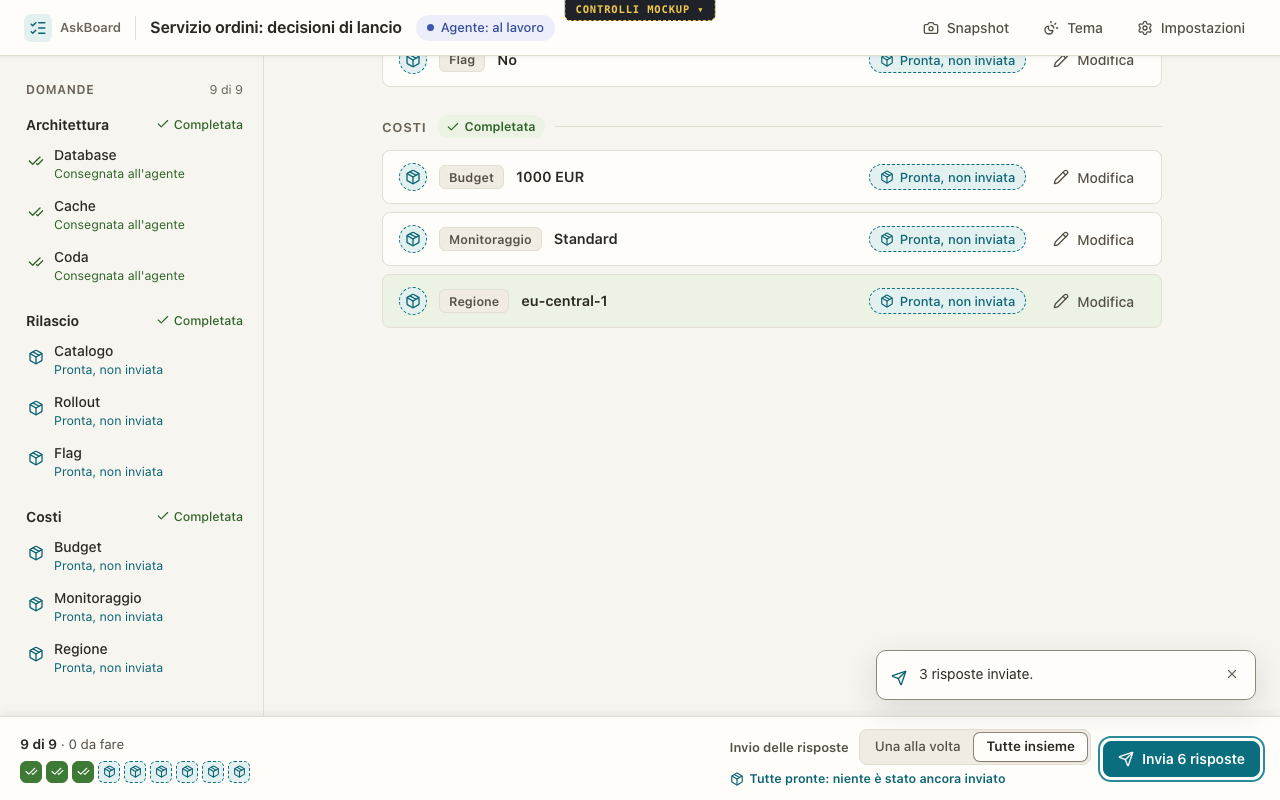 CONTROLLI MOCKUP ▾
AskBoard
Servizio ordini: decisioni di lancio
Agente: al lavoro
Snapshot
Tema
Impostazioni
DOMANDE
9 di 9
Architettura
Completata
Database
Consegnata all'agente
Cache
Consegnata all'agente
Coda
Consegnata all'agente
Rilascio
Completata
Catalogo
Pronta, non inviata
Rollout
Pronta, non inviata
Flag
Pronta, non inviata
Costi
Completata
Budget
Pronta, non inviata
Monitoraggio
Pronta, non inviata
Regione
Pronta, non inviata
Flag
No
Pronta, non inviata
Modifica
COSTI
Completata
Budget
1000 EUR
Pronta, non inviata
Modifica
Monitoraggio
Standard
Pronta, non inviata
Modifica
Regione
eu-central-1
Pronta, non inviata
Modifica
3 risposte inviate.
9 di 9 · 0 da fare
Invio delle risposte
Una alla volta
Tutte insieme
Tutte pronte: niente è stato ancora inviato
Invia 6 risposte